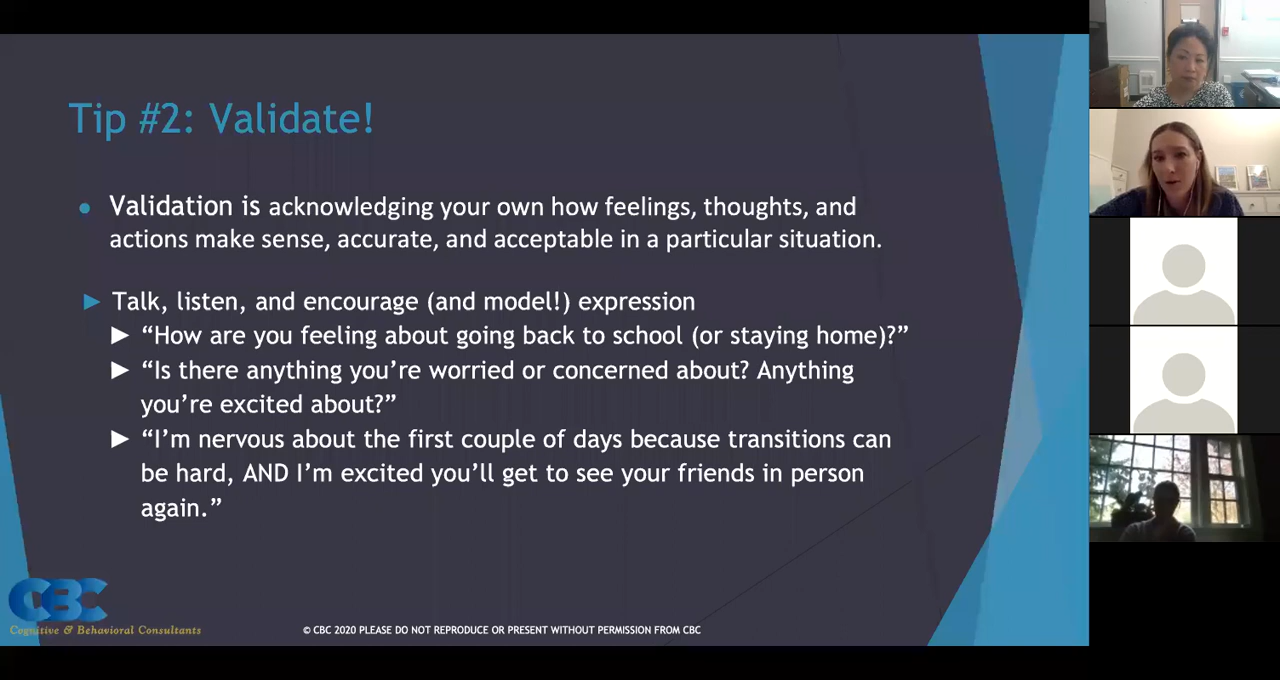 Tip #2: Validate!
Validation is acknowledging your own how feelings, thoughts, and
actions make sense, accurate, and acceptable in a particular situation.
Talk, listen, and encourage (and model!) expression
“How are you feeling about going back to school (or staying home)?”
“Is there anything you’re worried or concerned about? Anything
you’re excited about?”
“I’m nervous about the first couple of days because transitions can
be hard, AND I’m excited you’ll get to see your friends in person
again.”
CBC
Cognitive & Behavioral Consultants
© CBC 2020 PLEASE DO NOT REPRODUCE OR PRESENT WITHOUT PERMISSION FROM CBC